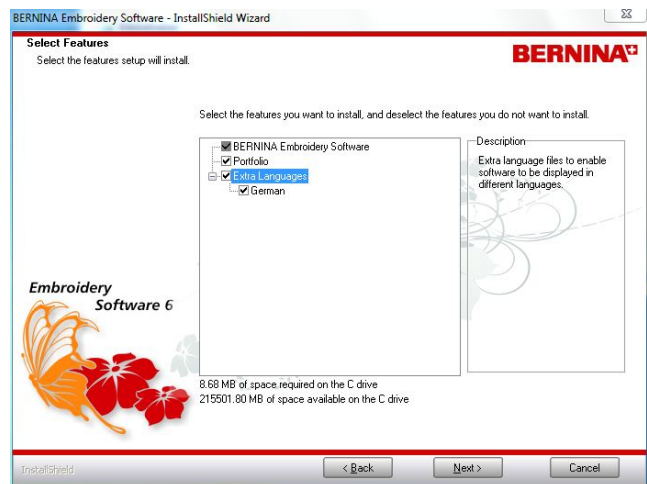 BERNINA Embroidery Software - InstallShield Wizard
Select Features
Select the features setup will install.
BERNINA
Select the features you want to install, and deselect the features you do not want to install.
BERNINA Embroidery Software
Portfolio
Extra Languages
German
Description
Extra language files to enable
software to be displayed in
different languages.
Embroidery
Software 6
8.68 MB of space required on the C drive
215501.80 MB of space available on the C drive
InstallShield
< Back
Next >
Cancel